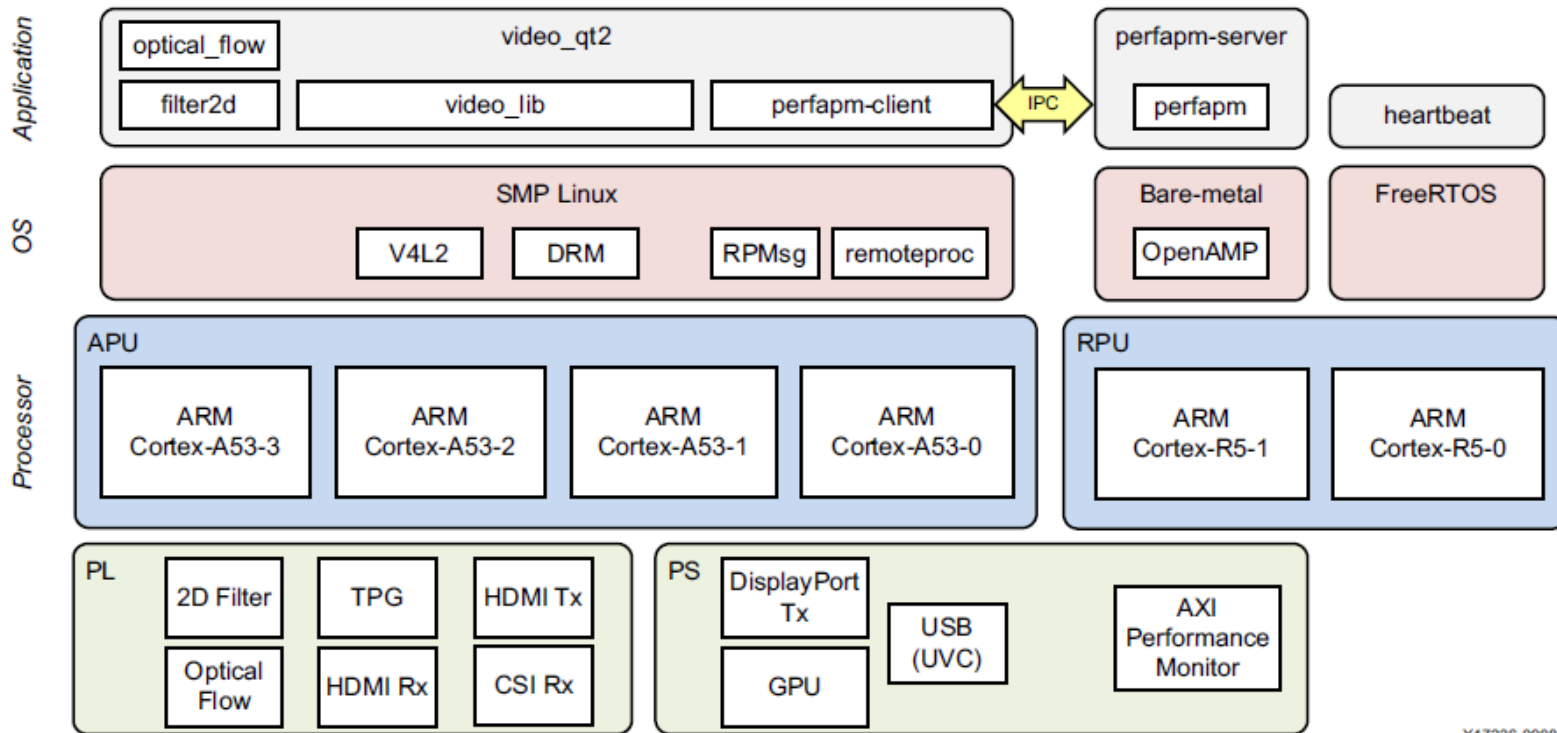 Application
optical_flow
video_qt2
filter2d
video_lib
perfapm-client
IPC
perfapm-server
perfapm
heartbeat
OS
SMP Linux
V4L2
DRM
RPMsg
remoteproc
Bare-metal
OpenAMP
FreeRTOS
Processor
APU
ARM
Cortex-A53-3
ARM
Cortex-A53-2
ARM
Cortex-A53-1
ARM
Cortex-A53-0
RPU
ARM
Cortex-R5-1
ARM
Cortex-R5-0
PL
2D Filter
TPG
HDMI Tx
Optical
Flow
HDMI Rx
CSI Rx
PS
DisplayPort
Tx
GPU
USB
(UVC)
AXI
Performance
Monitor